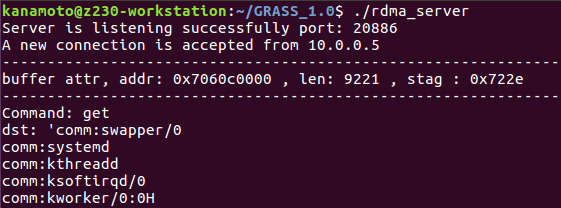 kanamoto@z230-workstation:~/GRASS_1.0$ ./rdma_server
Server is listening successfully port: 20886
A new connection is accepted from 10.0.0.5
---------------------------------------------------------------
buffer attr, addr: 0x7060c0000 , len: 9221 , stag : 0x722e
---------------------------------------------------------------
Command: get
dst: 'comm:swapper/0
comm:systemd
comm:kthreadd
comm:ksoftirqd/0
comm:kworker/0:0H